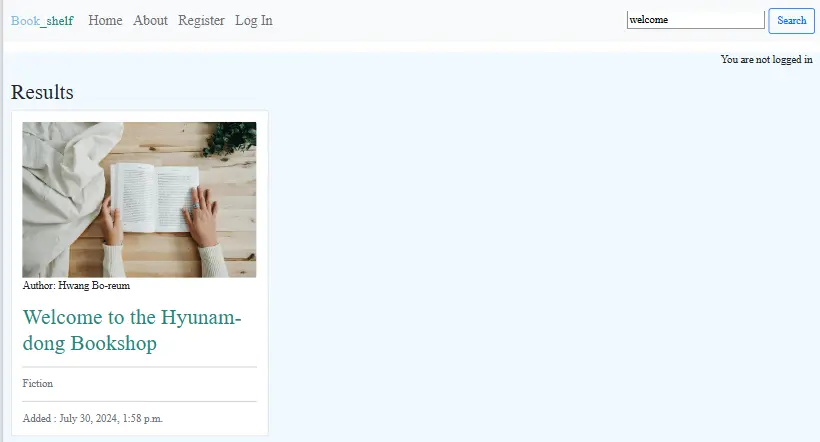 Book_shelf Home About Register Log In welcome Search
You are not logged in
Results
Author: Hwang Bo-reum
Welcome to the Hyunam-
dong Bookshop
Fiction
Added : July 30, 2024, 1:58 p.m.